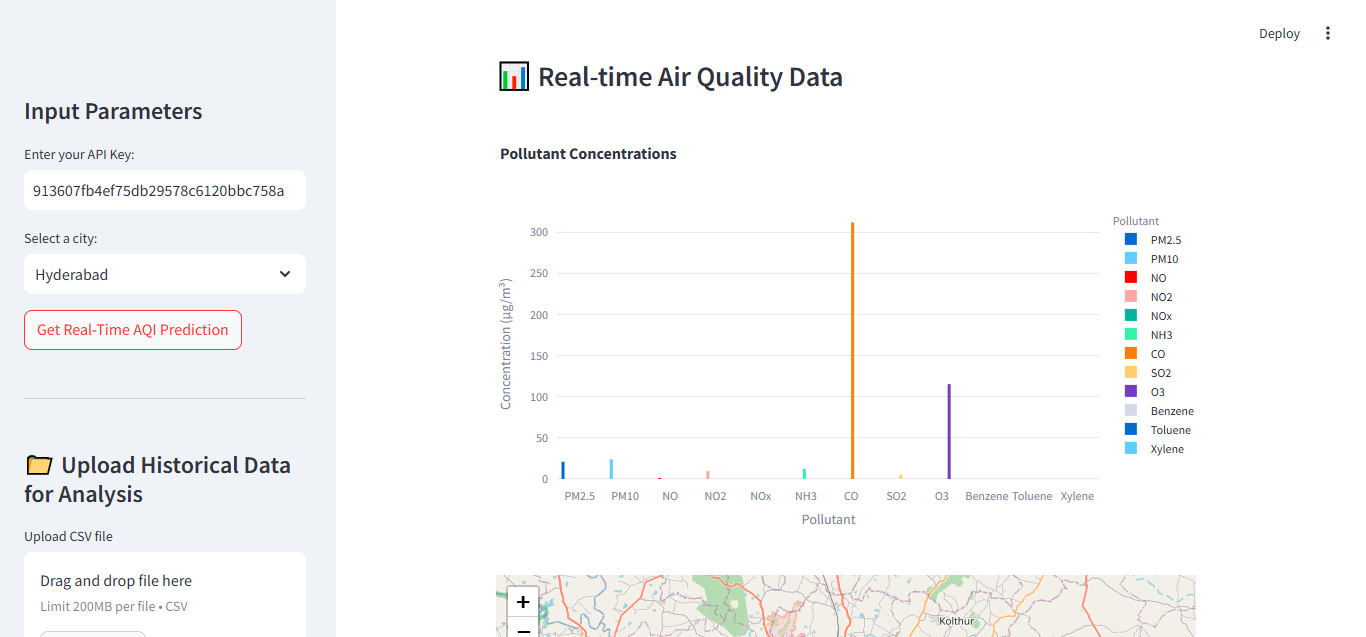 Deploy
Input Parameters
Enter your API Key:
913607fb4ef75db29578c6120bbc758a
Select a city:
Hyderabad
Get Real-Time AQI Prediction
Upload Historical Data
for Analysis
Upload CSV file
Drag and drop file here
Limit 200MB per file • CSV
Real-time Air Quality Data
Pollutant Concentrations
Concentration (µg/m³)
300
250
200
150
100
50
0
PM2.5 PM10 NO NO2 NOx NH3 CO SO2 O3 Benzene Toluene Xylene
Pollutant
Pollutant
PM2.5
PM10
NO
NO2
NOx
NH3
CO
SO2
O3
Benzene
Toluene
Xylene
+
−
Kolthur